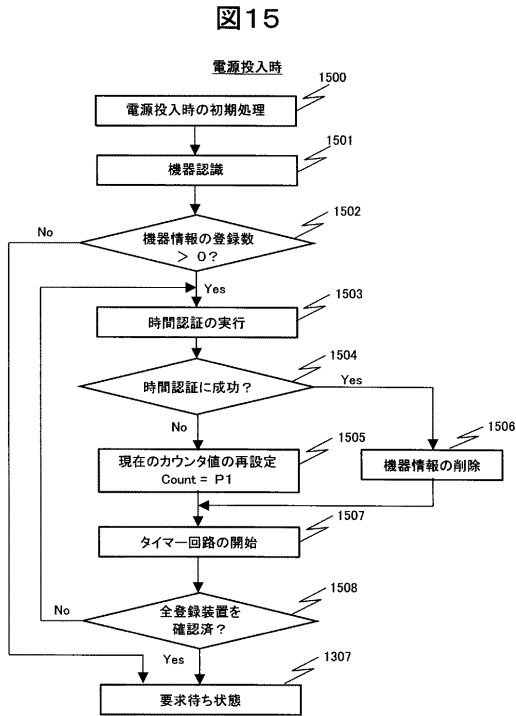 図15
電源投入時
1500
電源投入時の初期処理
1501
機器認識
1502
No
機器情報の登録数
> 0?
Yes
1503
時間認証の実行
1504
時間認証に成功?
Yes
No
1505
現在のカウンタ値の再設定
Count = P1
1506
機器情報の削除
1507
タイマー回路の開始
1508
全登録装置を
確認済?
No
Yes
1307
要求待ち状態